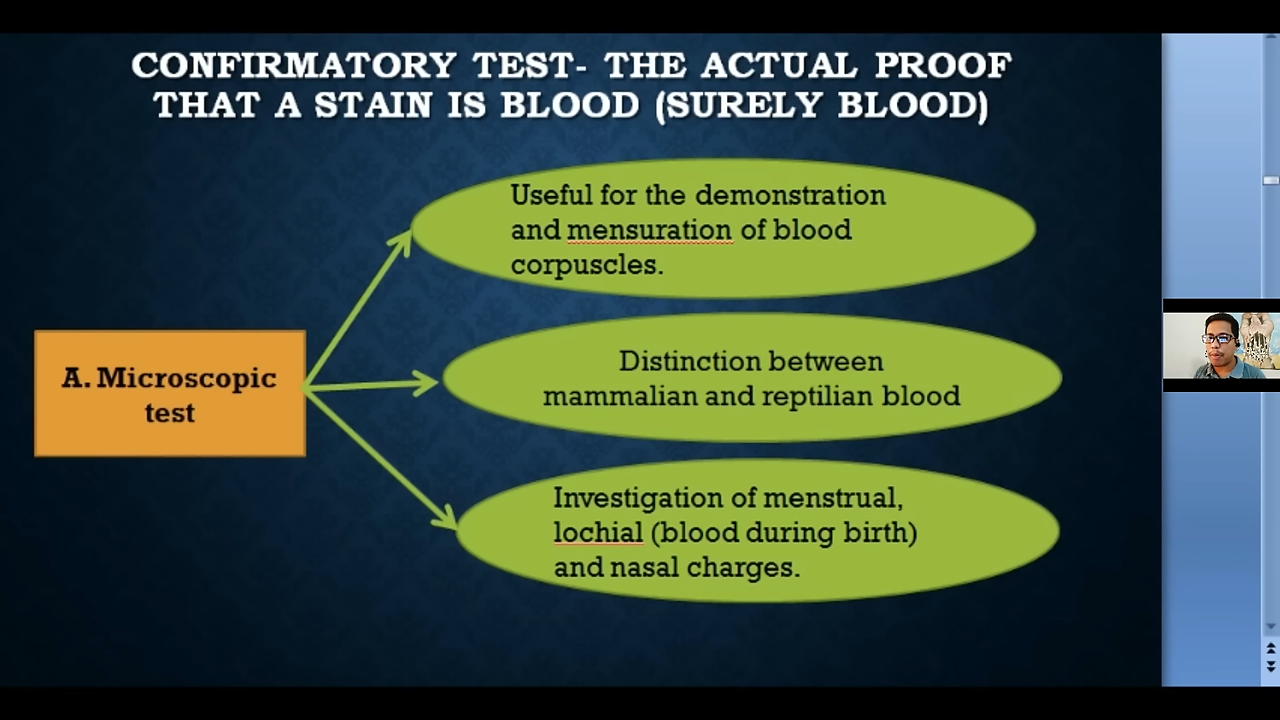 CONFIRMATORY TEST- THE ACTUAL PROOF
THAT A STAIN IS BLOOD (SURELY BLOOD)
Useful for the demonstration
and mensuration of blood
corpuscles.
A. Microscopic
test
Distinction between
mammalian and reptilian blood
Investigation of menstrual,
lochial (blood during birth)
and nasal charges.